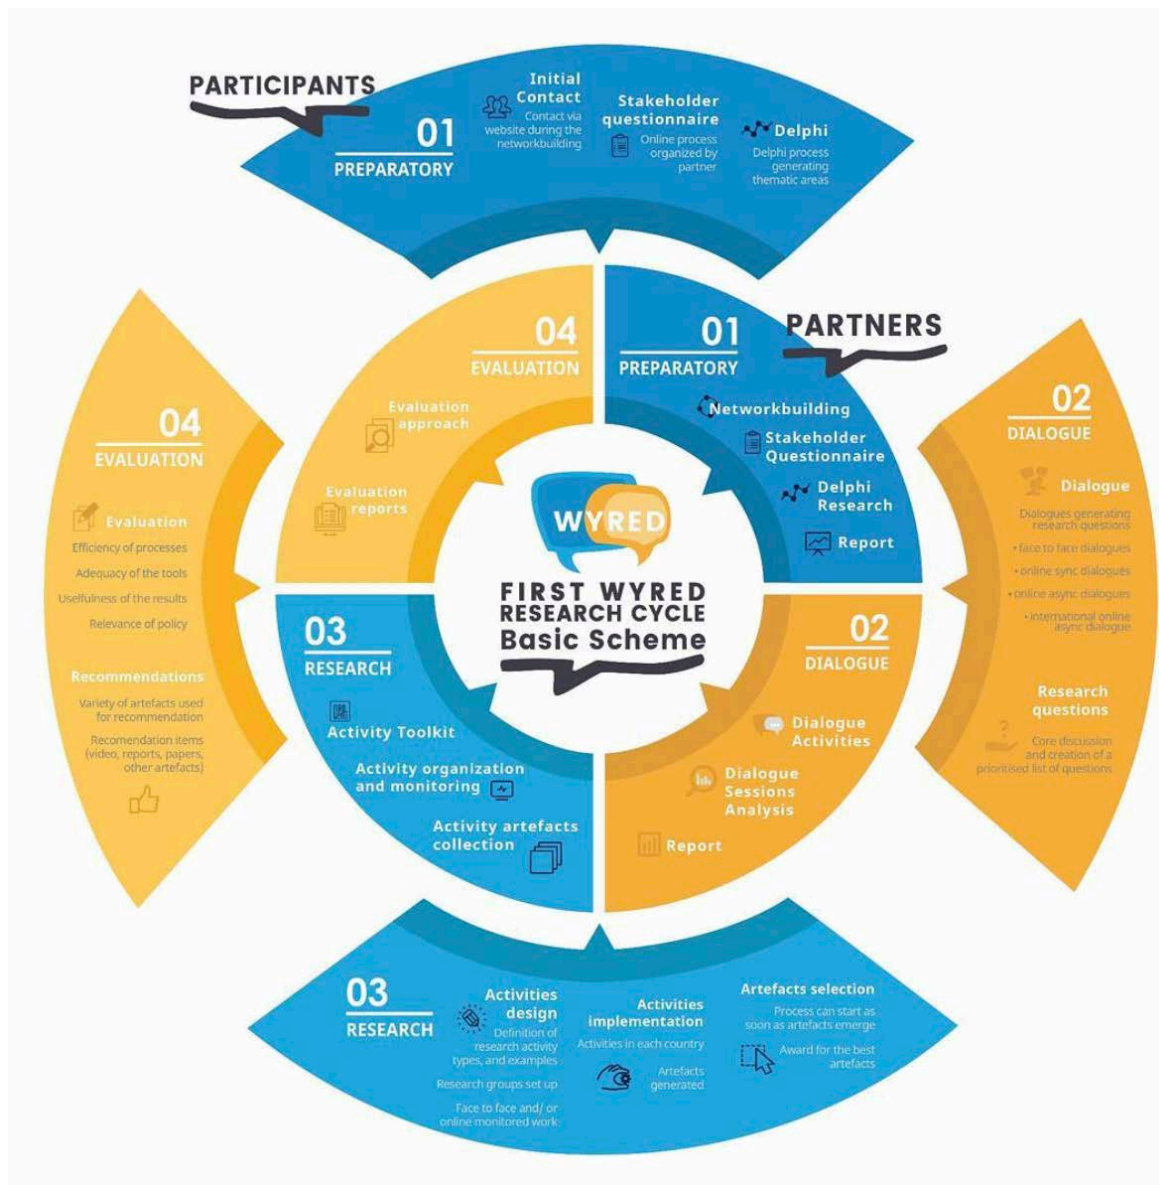 PARTICIPANTS
01
PREPARATORY
Initial
Contact
Contact via
website during the
networkbuilding
Stakeholder
questionnaire
Online process
organized by
partner
Delphi
Delphi process
generating
thematic areas
PARTNERS
01
PREPARATORY
Networkbuilding
Stakeholder
Questionnaire
Delphi
Research
Report
02
DIALOGUE
Dialogue
Dialogues generating
research questions
• face to face dialogues
• online sync dialogues
• online async dialogues
• international online
async dialogue
Research
questions
Core discussion
and creation of a
prioritised list of questions
02
DIALOGUE
Dialogue
Activities
Dialogue
Sessions
Analysis
Report
WYRED
FIRST WYRED
RESEARCH CYCLE
Basic Scheme
03
RESEARCH
Activity Toolkit
Activity organization
and monitoring
Activity artefacts
collection
03
RESEARCH
Activities
design
Definition of
research activity
types, and examples
Research groups set up
Face to face and/ or
online monitored work
Activities
implementation
Activities in each country
Artefacts
generated
Artefacts selection
Process can start as
soon as artefacts emerge
Award for the best
artefacts
04
EVALUATION
Evaluation
approach
Evaluation
reports
04
EVALUATION
Evaluation
Efficiency of processes
Adequacy of the tools
Uselfulness of the results
Relevance of policy
Recommendations
Variety of artefacts used
for recommendation
Recomendation items
(video, reports, papers,
other artefacts)